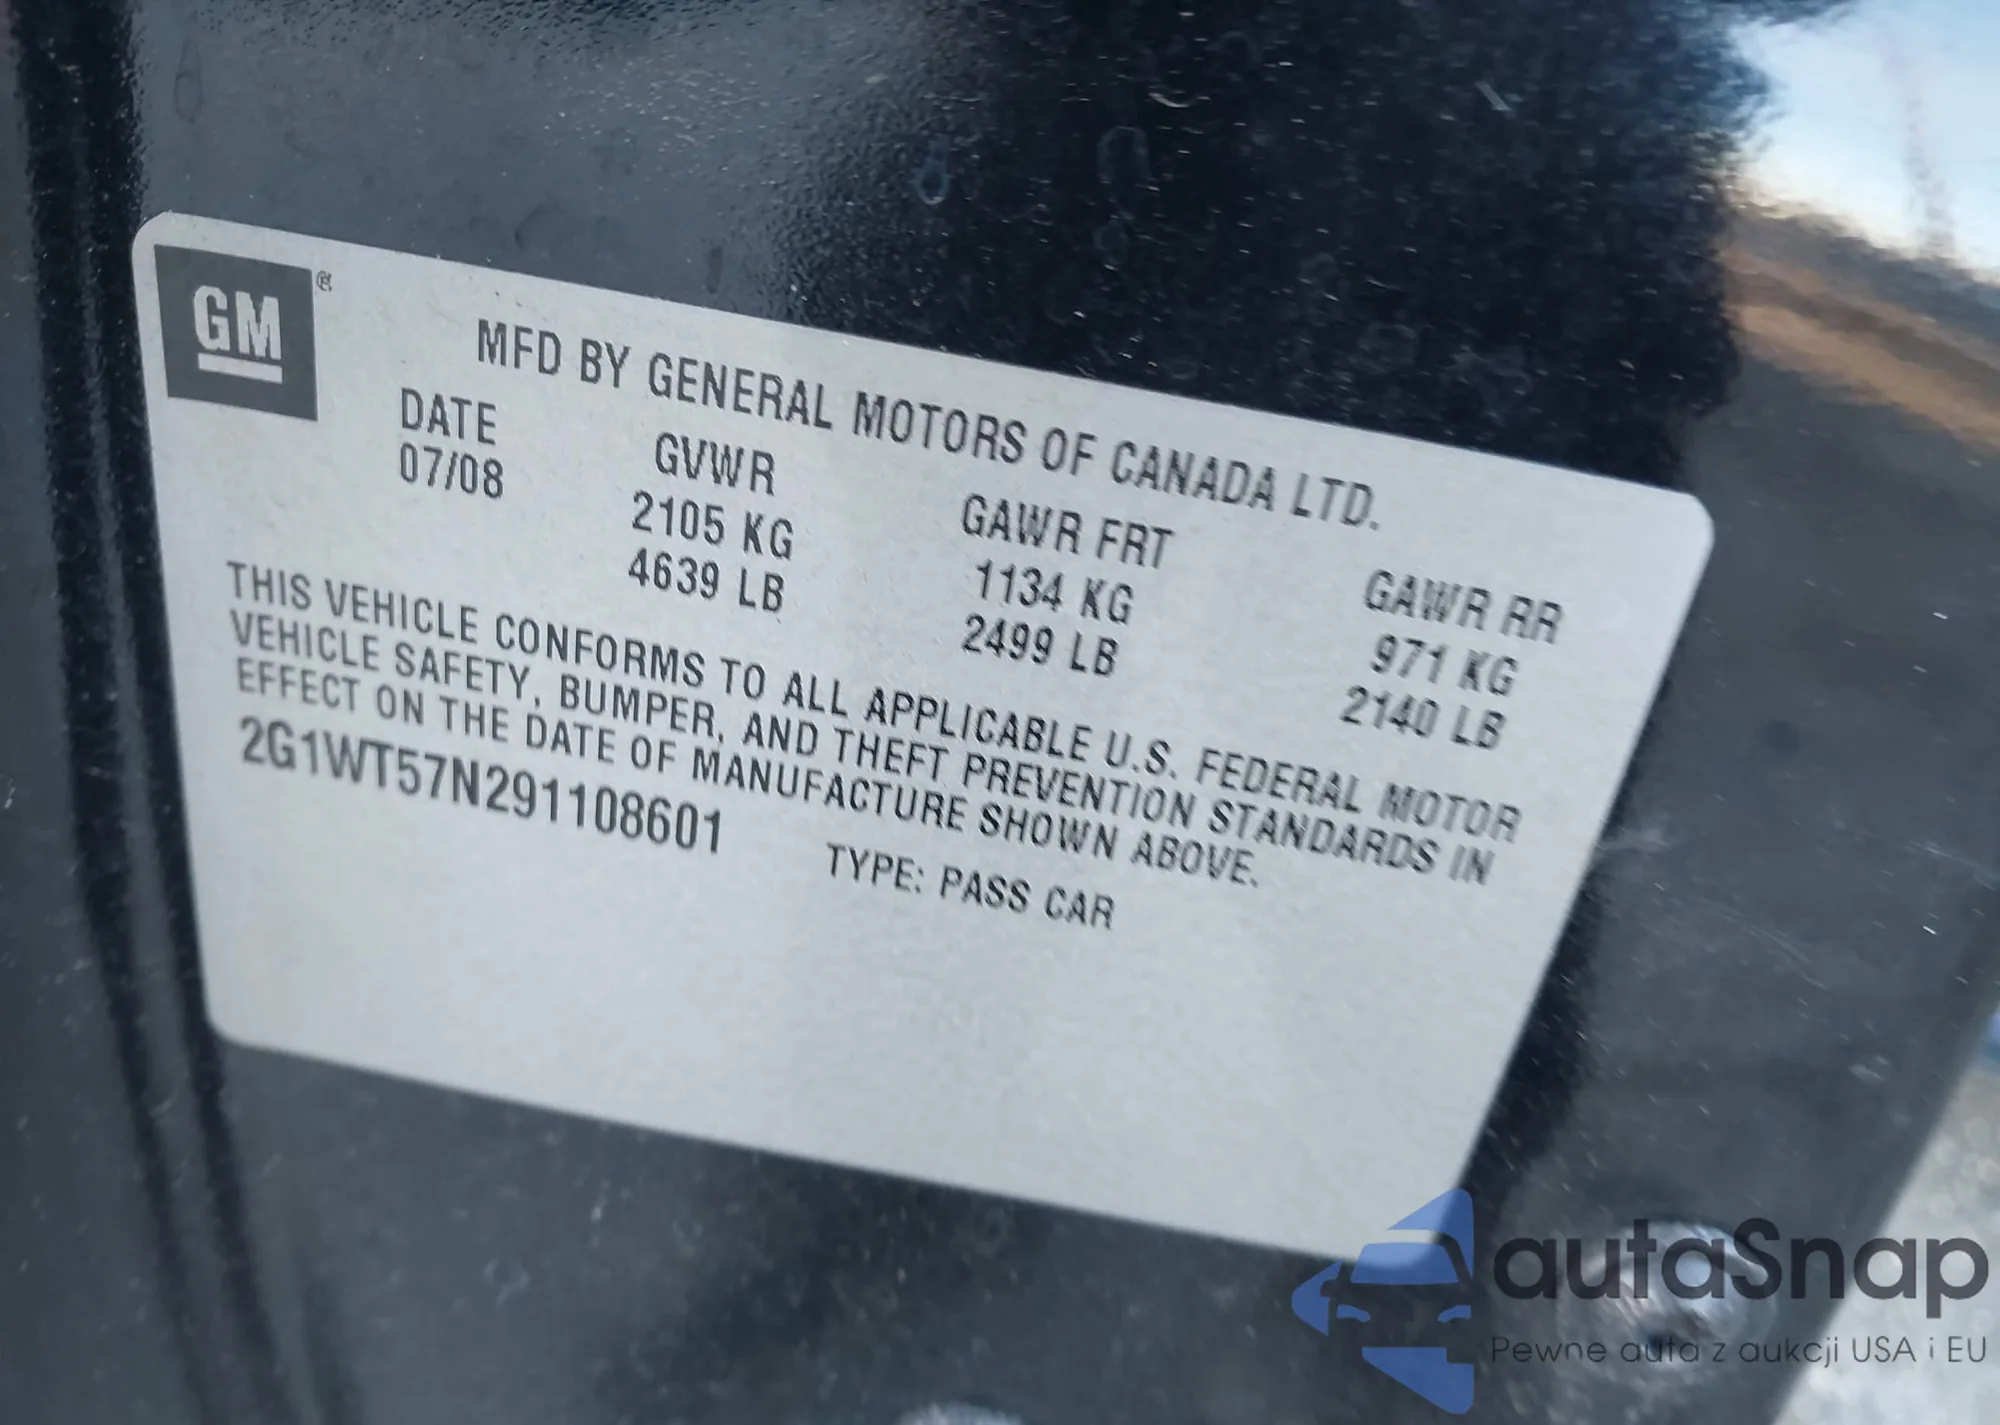 GM®
MFD BY GENERAL MOTORS OF CANADA LTD.
DATE GVWR GAWR FRT GAWR RR
07/08 2105 KG 1134 KG 971 KG
4639 LB 2499 LB 2140 LB
THIS VEHICLE CONFORMS TO ALL APPLICABLE U.S. FEDERAL MOTOR
VEHICLE SAFETY, BUMPER, AND THEFT PREVENTION STANDARDS IN
EFFECT ON THE DATE OF MANUFACTURE SHOWN ABOVE.
2G1WT57N291108601 TYPE: PASS CAR
autaSnap
Pewne auta z aukcji USA i EU